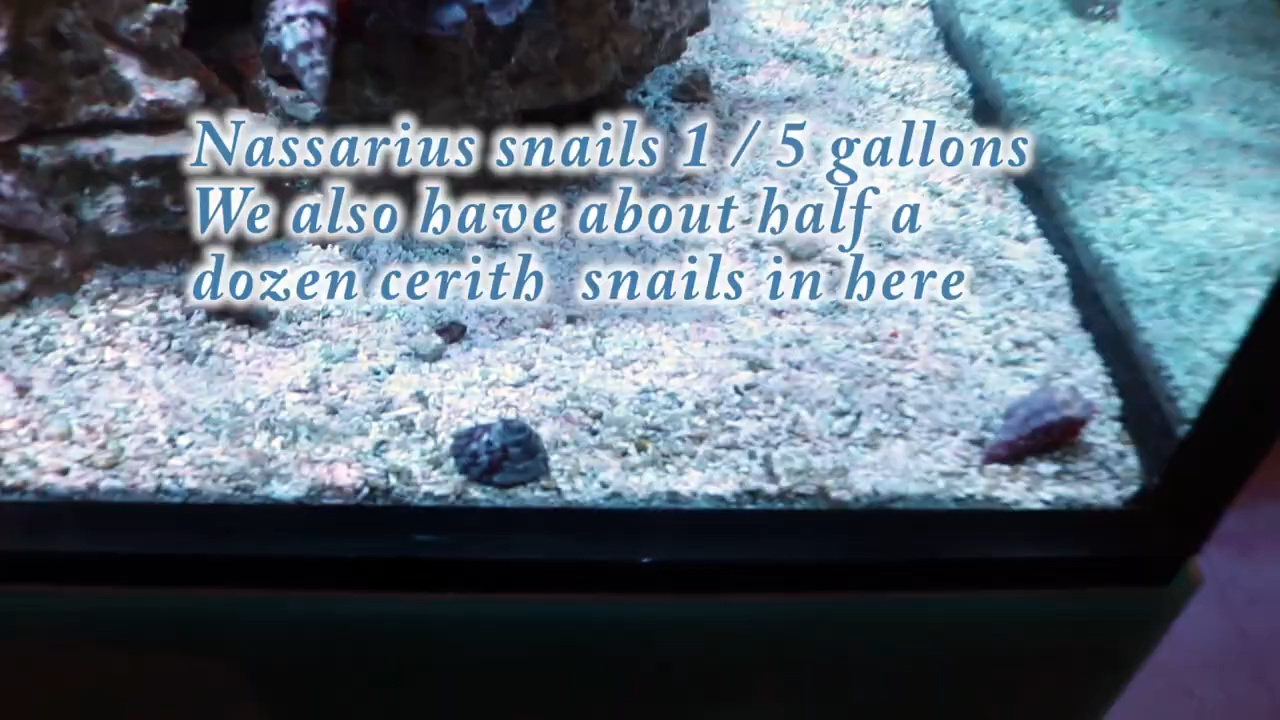 Nassarius snails 1 / 5 gallons
We also have about half a
dozen cerith  snails in here